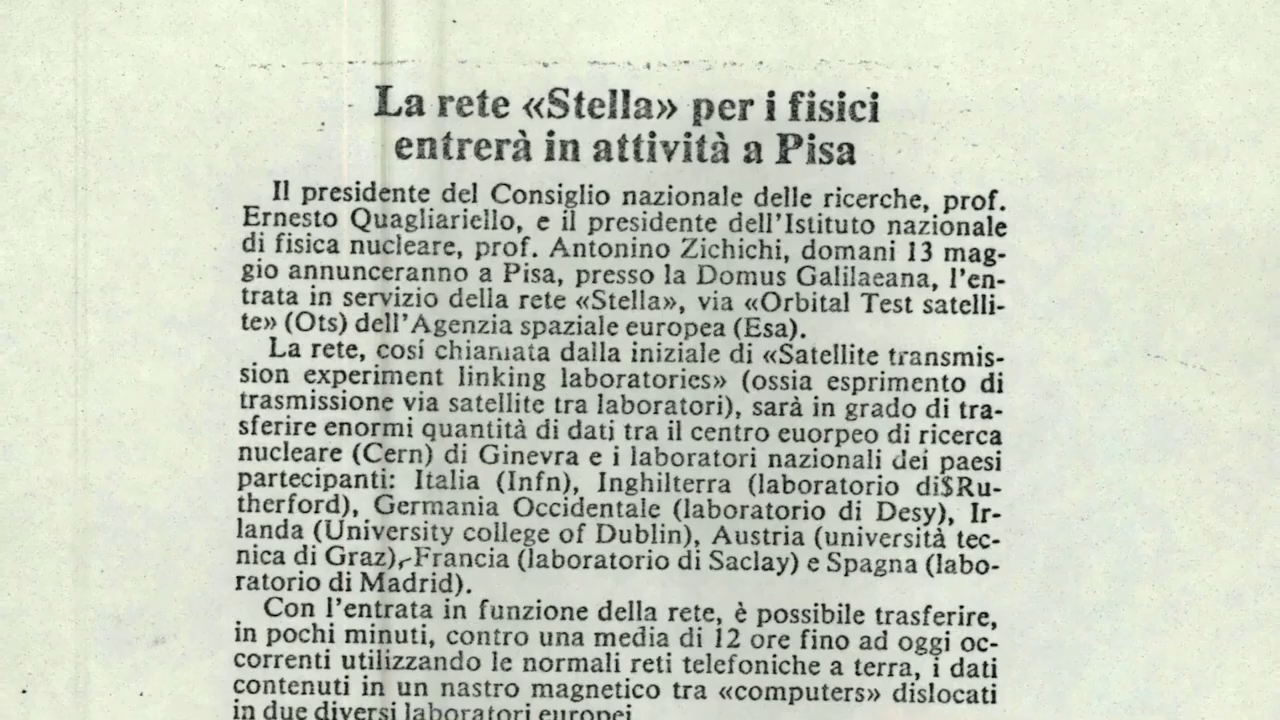 La rete «Stella» per i fisici
entrerà in attività a Pisa
Il presidente del Consiglio nazionale delle ricerche, prof.
Ernesto Quagliariello, e il presidente dell'Istituto nazionale
di fisica nucleare, prof. Antonino Zichichi, domani 13 mag-
gio annunceranno a Pisa, presso la Domus Galilaeana, l'en-
trata in servizio della rete «Stella», via «Orbital Test satelli-
te» (Ots) dell'Agenzia spaziale europea (Esa).
La rete, cosí chiamata dalla iniziale di «Satellite transmis-
sion experiment linking laboratories» (ossia esprimento di
trasmissione via satellite tra laboratori), sarà in grado di tra-
sferire enormi quantità di dati tra il centro euorpeo di ricerca
nucleare (Cern) di Ginevra e i laboratori nazionali dei paesi
partecipanti: Italia (Infn), Inghilterra (laboratorio di$Ru-
therford), Germania Occidentale (laboratorio di Desy), Ir-
landa (University college of Dublin), Austria (università tec-
nica di Graz), Francia (laboratorio di Saclay) e Spagna (labo-
ratorio di Madrid).
Con l'entrata in funzione della rete, è possibile trasferire,
in pochi minuti, contro una media di 12 ore fino ad oggi oc-
correnti utilizzando le normali reti telefoniche a terra, i dati
contenuti in un nastro magnetico tra «computers» dislocati
in due diversi laboratori europei